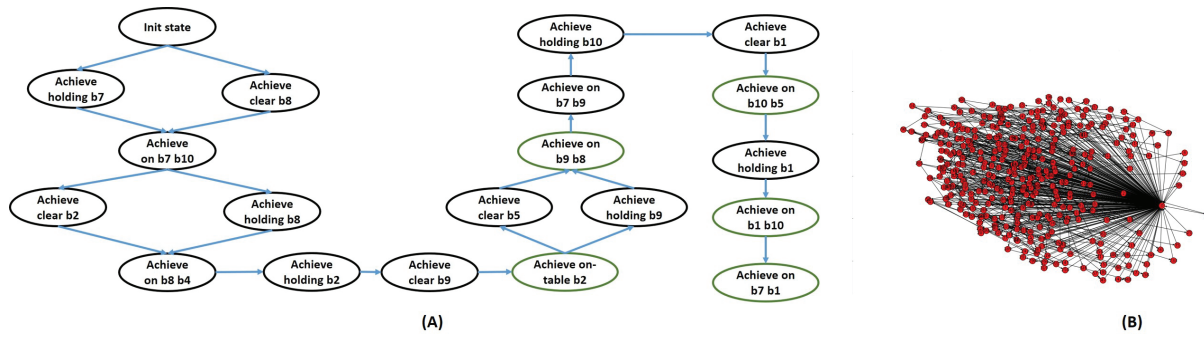 Init state
Achieve
holding b7
Achieve
clear b8
Achieve
on b7 b10
Achieve
clear b2
Achieve
holding b8
Achieve
on b8 b4
Achieve
holding b2
Achieve
clear b9
Achieve on-
table b2
Achieve
clear b5
Achieve
holding b9
Achieve on
b9 b8
Achieve on
b7 b9
Achieve
holding b10
Achieve
clear b1
Achieve on
b10 b5
Achieve
holding b1
Achieve on
b1 b10
Achieve on
b7 b1
(A)
(B)